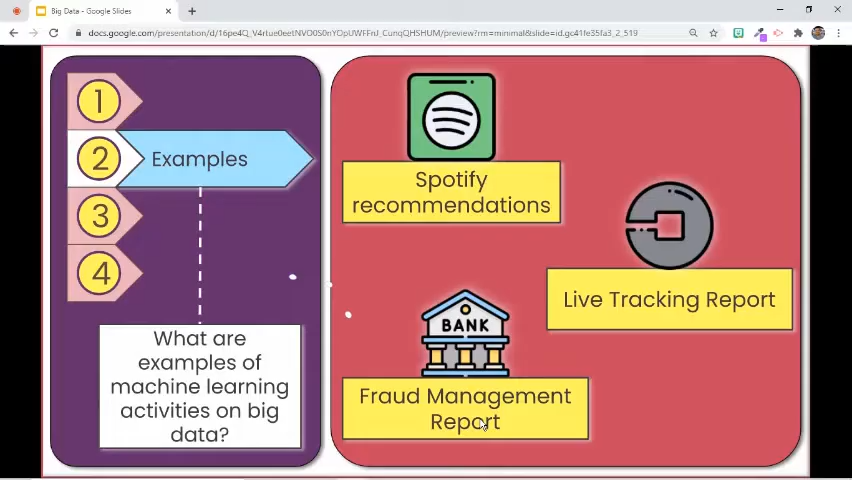 Big Data - Google Slides
docs.google.com/presentation/d/16pe4Q_V4rtue0eetNVO0S0nYOpUWFFnJ_CunqQHSHUM/preview?rm=minimal&slide=id.gc41fe35fa3_2_519
1
2
Examples
3
4
What are
examples of
machine learning
activities on big
data?
Spotify
recommendations
Live Tracking Report
BANK
Fraud Management
Report